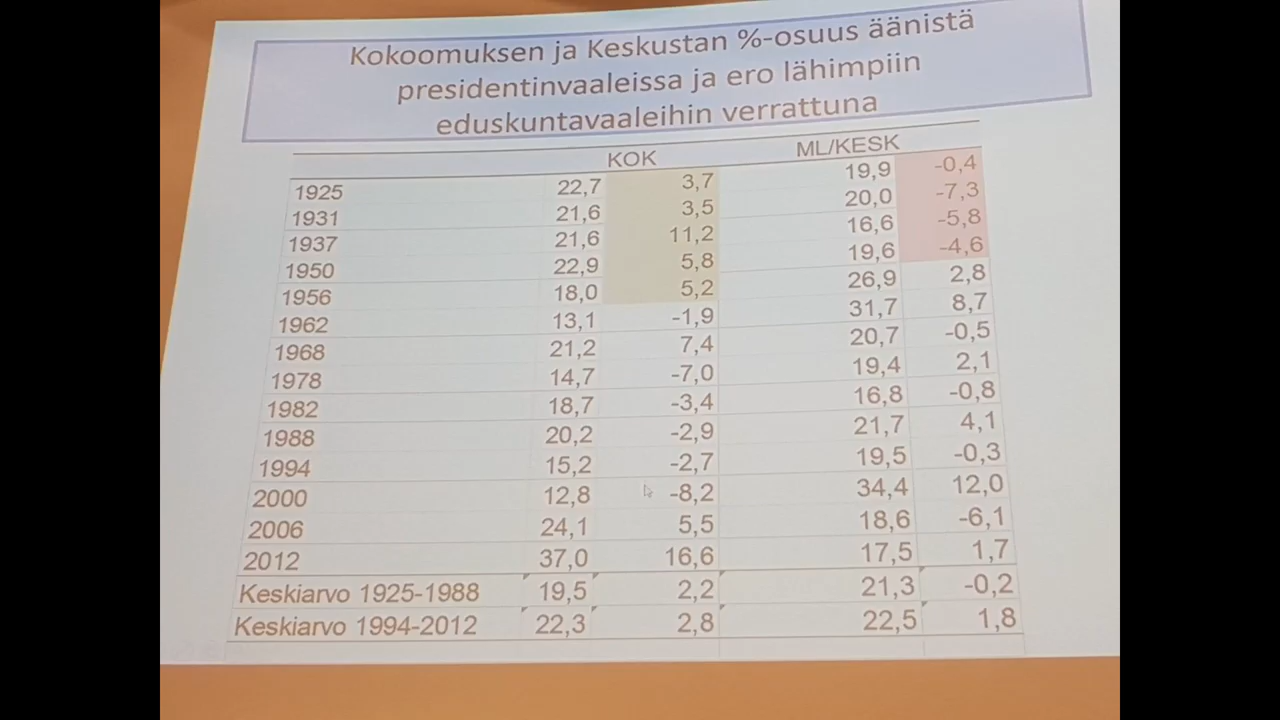 Kokoomuksen ja Keskustan %-osuus äänistä
presidentinvaaleissa ja ero lähimpiin
eduskuntavaaleihin verrattuna
KOK ML/KESK
1925 22,7 3,7 19,9 -0,4
1931 21,6 3,5 20,0 -7,3
1937 21,6 11,2 16,6 -5,8
1950 22,9 5,8 19,6 -4,6
1956 18,0 5,2 26,9 2,8
1962 13,1 -1,9 31,7 8,7
1968 21,2 7,4 20,7 -0,5
1978 14,7 -7,0 19,4 2,1
1982 18,7 -3,4 16,8 -0,8
1988 20,2 -2,9 21,7 4,1
1994 15,2 -2,7 19,5 -0,3
2000 12,8 -8,2 34,4 12,0
2006 24,1 5,5 18,6 -6,1
2012 37,0 16,6 17,5 1,7
Keskiarvo 1925-1988 19,5 2,2 21,3 -0,2
Keskiarvo 1994-2012 22,3 2,8 22,5 1,8